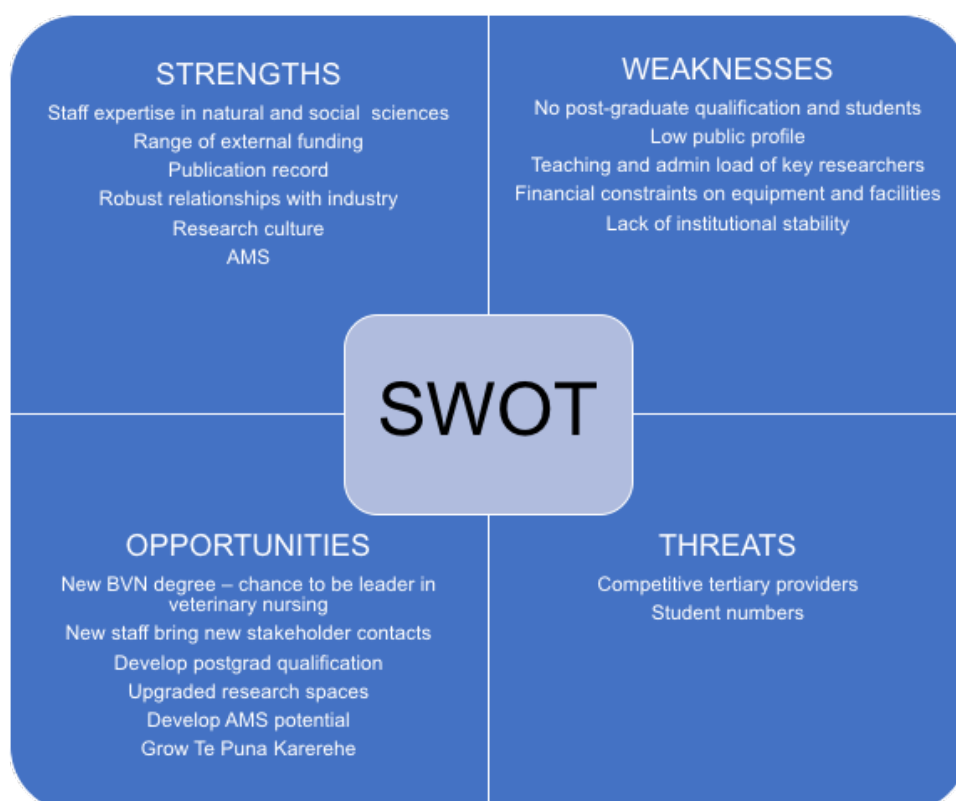 STRENGTHS
Staff expertise in natural and social sciences
Range of external funding
Publication record
Robust relationships with industry
Research culture
AMS
WEAKNESSES
No post-graduate qualification and students
Low public profile
Teaching and admin load of key researchers
Financial constraints on equipment and facilities
Lack of institutional stability
SWOT
OPPORTUNITIES
New BVN degree – chance to be leader in
veterinary nursing
New staff bring new stakeholder contacts
Develop postgrad qualification
Upgraded research spaces
Develop AMS potential
Grow Te Puna Karerehe
THREATS
Competitive tertiary providers
Student numbers